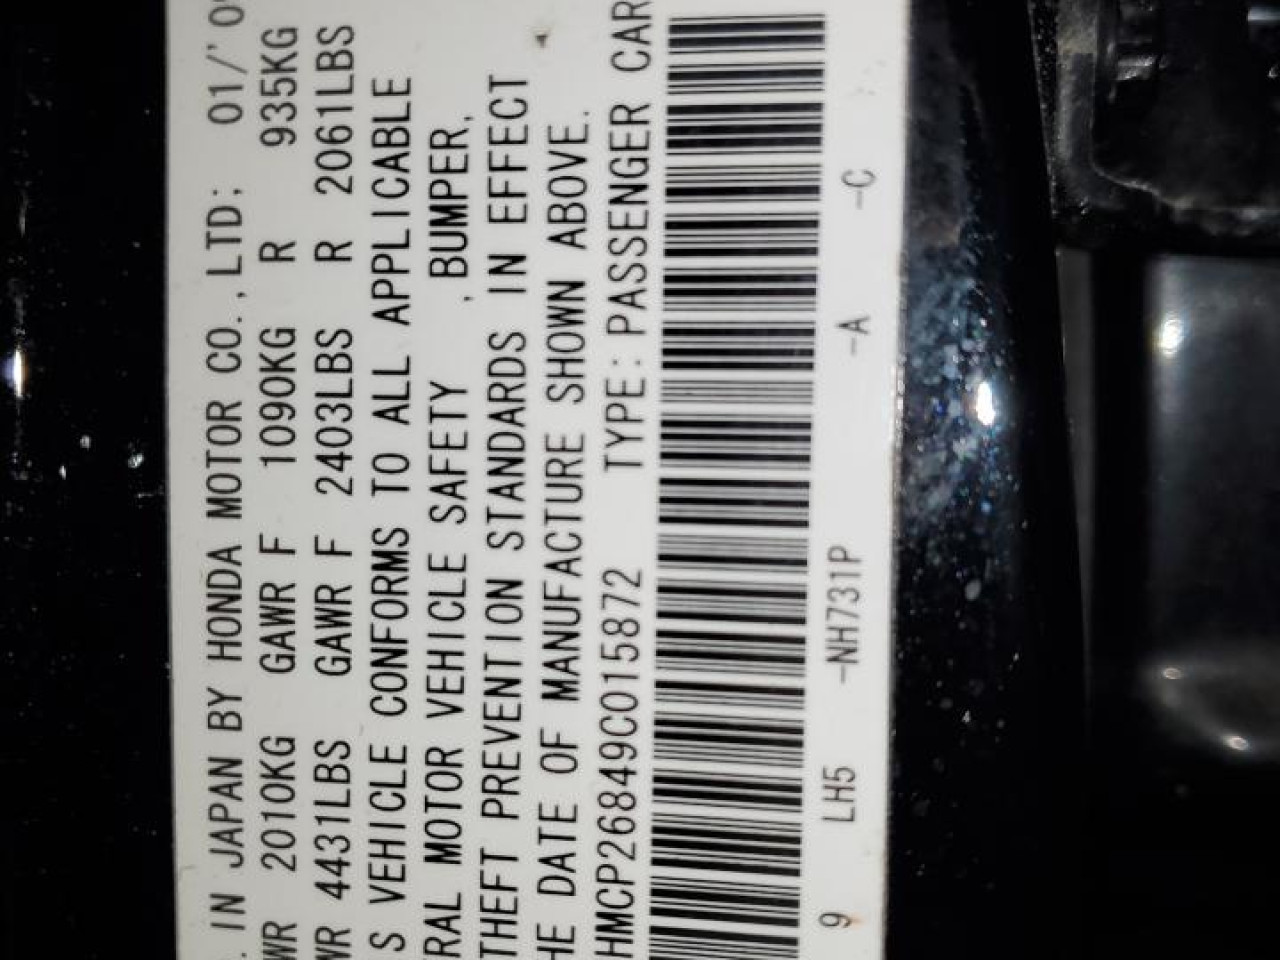 . IN JAPAN BY HONDA MOTOR CO., LTD; 01/'0
WR 2010KG GAWR F 1090KG R 935KG
WR 4431LBS GAWR F 2403LBS R 2061LBS
S VEHICLE CONFORMS TO ALL APPLICABLE
RAL MOTOR VEHICLE SAFETY , BUMPER,
THEFT PREVENTION STANDARDS IN EFFECT
HE DATE OF MANUFACTURE SHOWN ABOVE.
HMCP26849C015872 TYPE: PASSENGER CAR
9 LH5 -NH731P -A -C